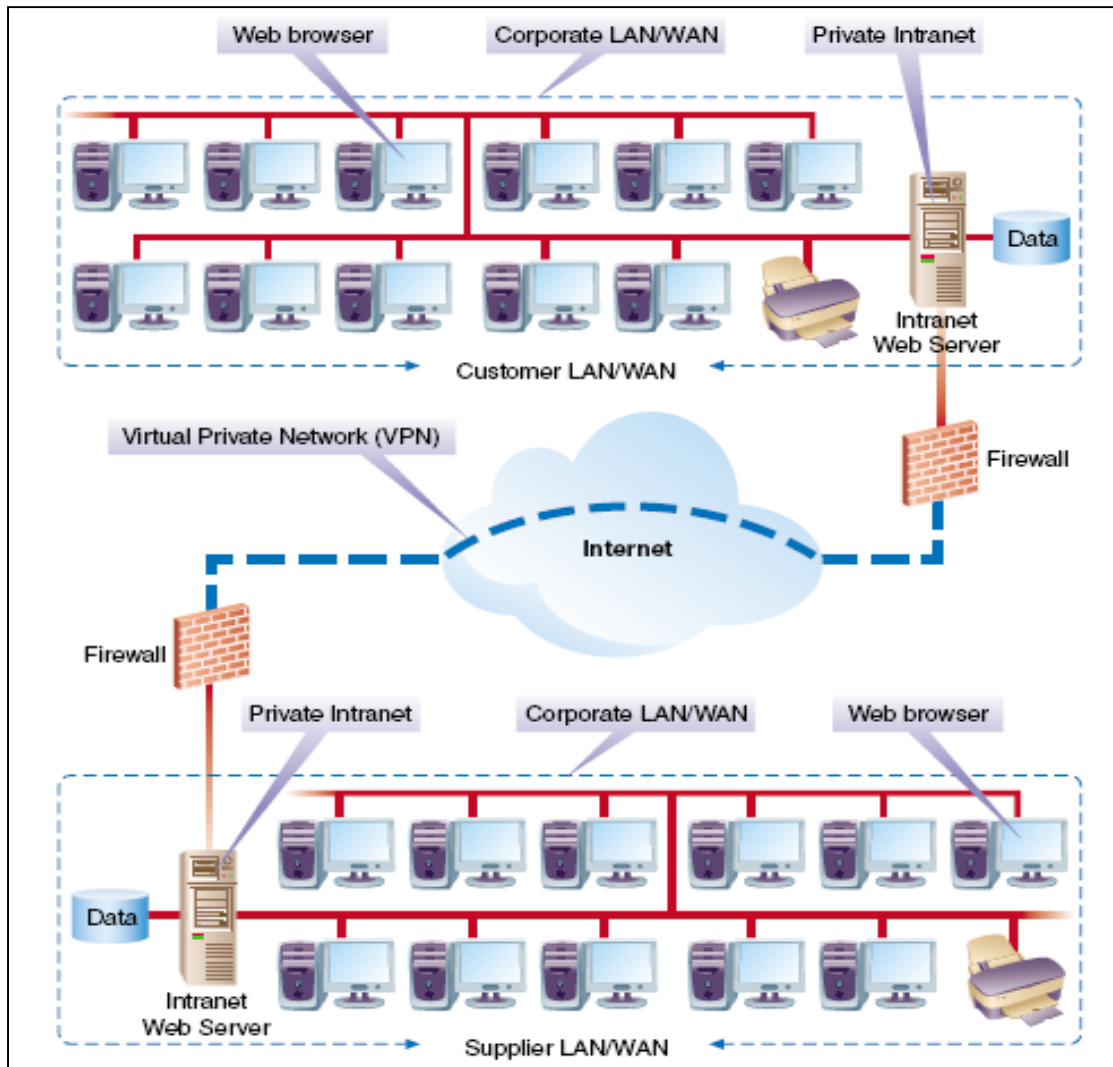 Web browser
Corporate LAN/WAN
Private Intranet
Data
Intranet
Web Server
Customer LAN/WAN
Virtual Private Network (VPN)
Firewall
Internet
Firewall
Private Intranet
Corporate LAN/WAN
Web browser
Data
Intranet
Web Server
Supplier LAN/WAN